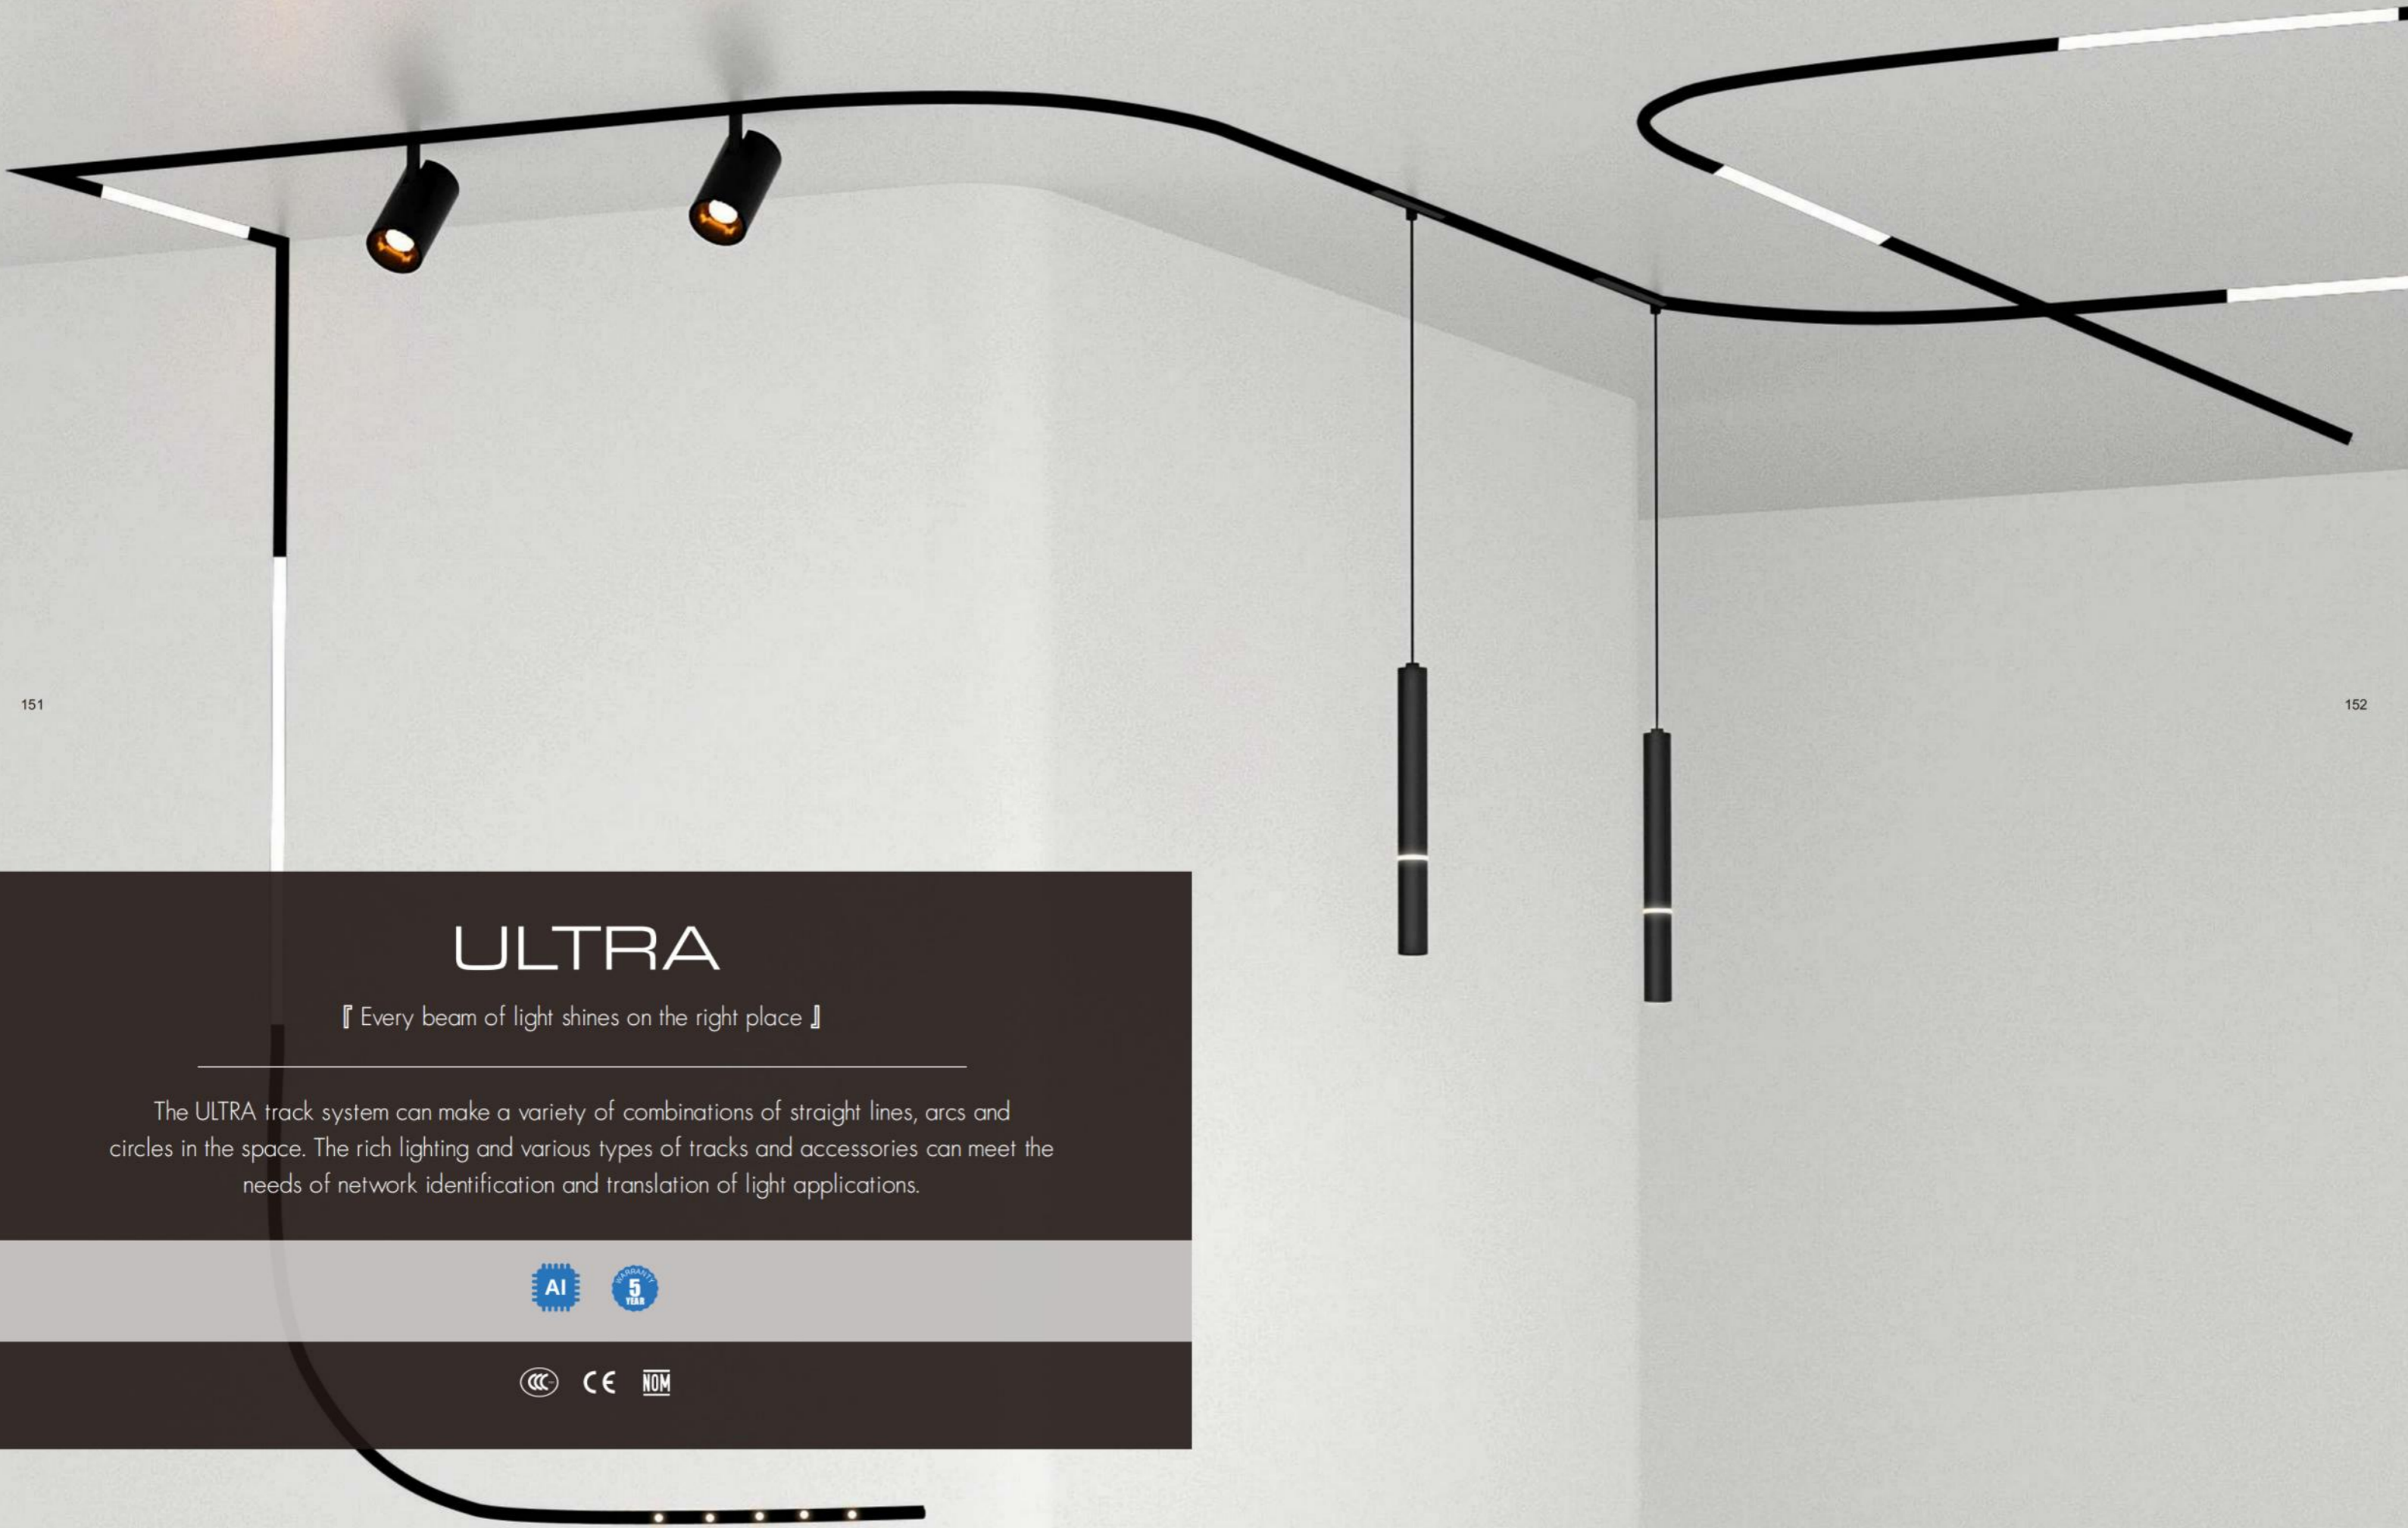 151
152
ULTRA
『 Every beam of light shines on the right place 』
The ULTRA track system can make a variety of combinations of straight lines, arcs and
circles in the space. The rich lighting and various types of tracks and accessories can meet the
needs of network identification and translation of light applications.
AI
WARRANTY
5
YEAR
CCC
CE
NOM